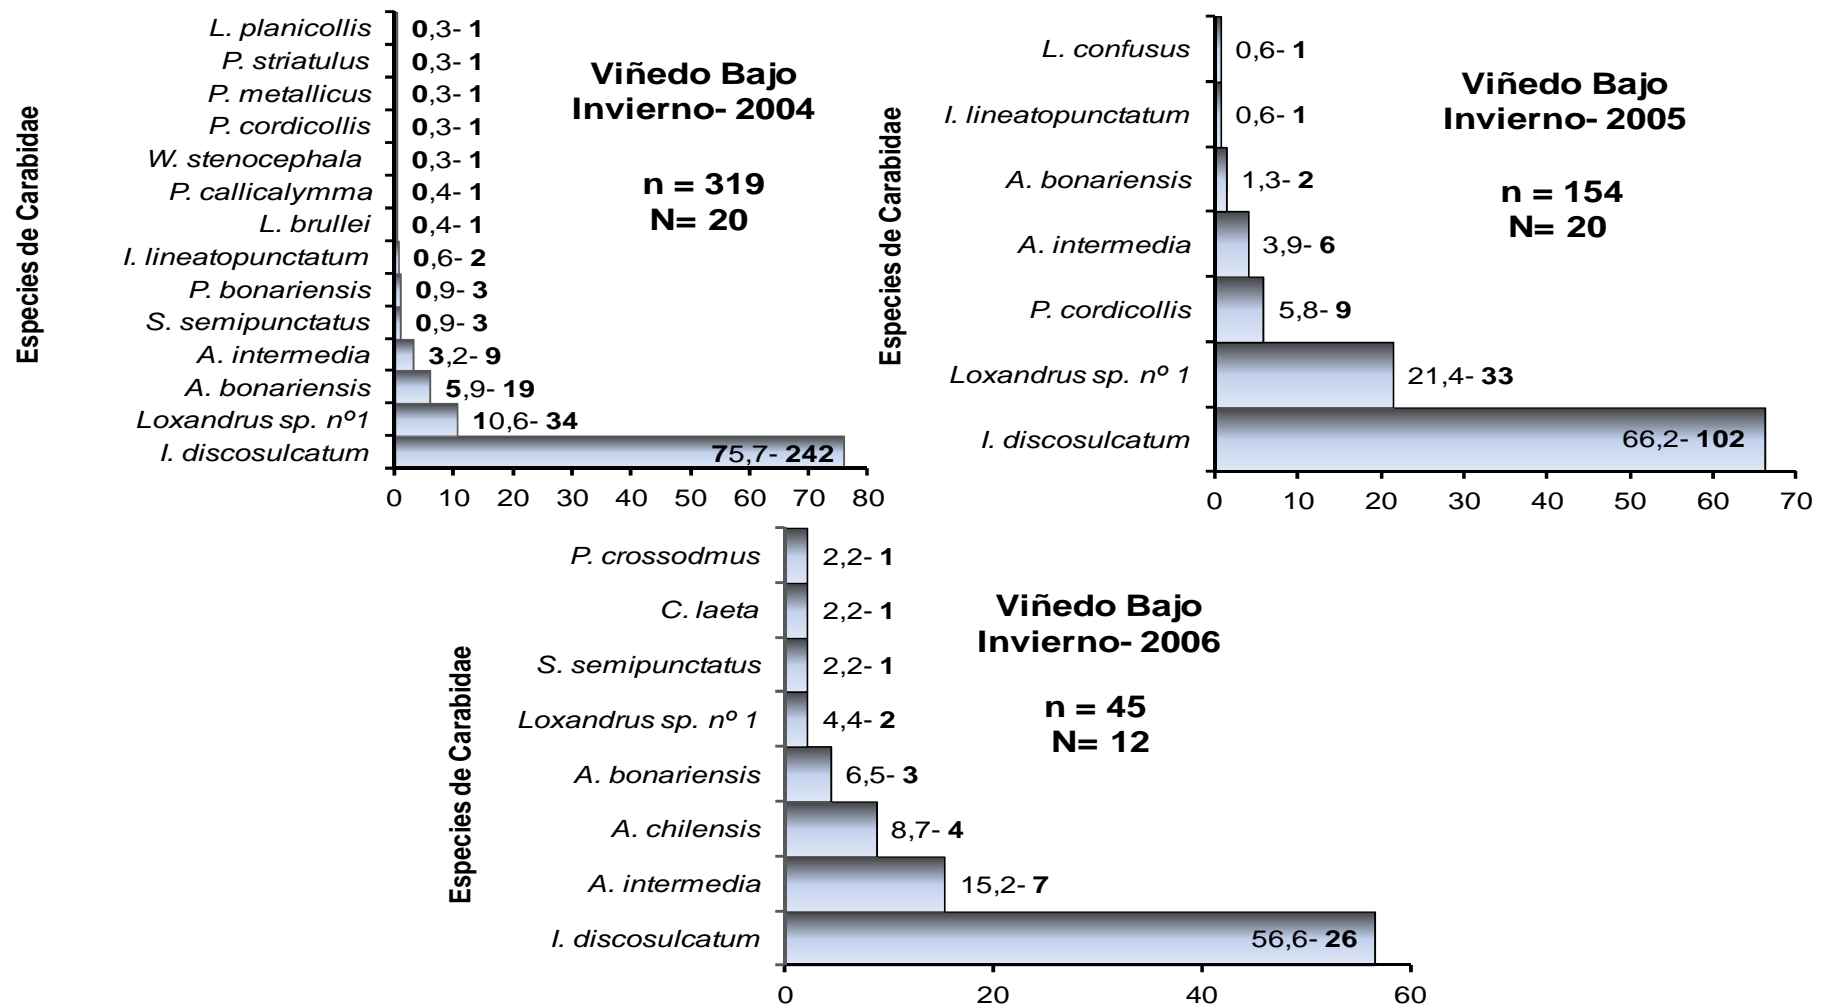 Especies de Carabidae
L. planicollis 0,3- 1
P. striatulus 0,3- 1
P. metallicus 0,3- 1
P. cordicollis 0,3- 1
W. stenocephala 0,3- 1
P. callicalymma 0,4- 1
L. brullei 0,4- 1
I. lineatopunctatum 0,6- 2
P. bonariensis 0,9- 3
S. semipunctatus 0,9- 3
A. intermedia 3,2- 9
A. bonariensis 5,9- 19
Loxandrus sp. nº1 10,6- 34
I. discosulcatum 75,7- 242
0 10 20 30 40 50 60 70 80
Viñedo Bajo
Invierno- 2004
n = 319
N= 20
Especies de Carabidae
L. confusus 0,6- 1
I. lineatopunctatum 0,6- 1
A. bonariensis 1,3- 2
A. intermedia 3,9- 6
P. cordicollis 5,8- 9
Loxandrus sp. nº 1 21,4- 33
I. discosulcatum 66,2- 102
0 10 20 30 40 50 60 70
Viñedo Bajo
Invierno- 2005
n = 154
N= 20
Especies de Carabidae
P. crossodmus 2,2- 1
C. laeta 2,2- 1
S. semipunctatus 2,2- 1
Loxandrus sp. nº 1 4,4- 2
A. bonariensis 6,5- 3
A. chilensis 8,7- 4
A. intermedia 15,2- 7
I. discosulcatum 56,6- 26
0 20 40 60
Viñedo Bajo
Invierno- 2006
n = 45
N= 12